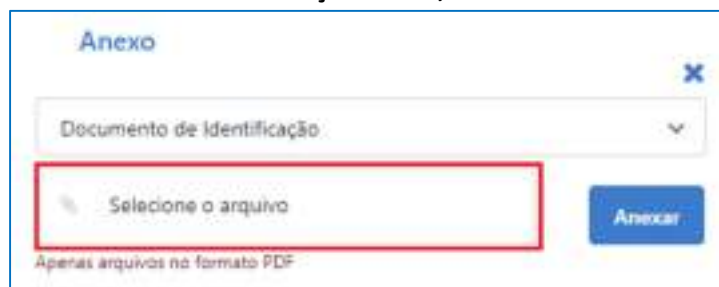 Anexo
Documento de Identificação
Selecione o arquivo
Anexar
Apenas arquivos no formato PDF